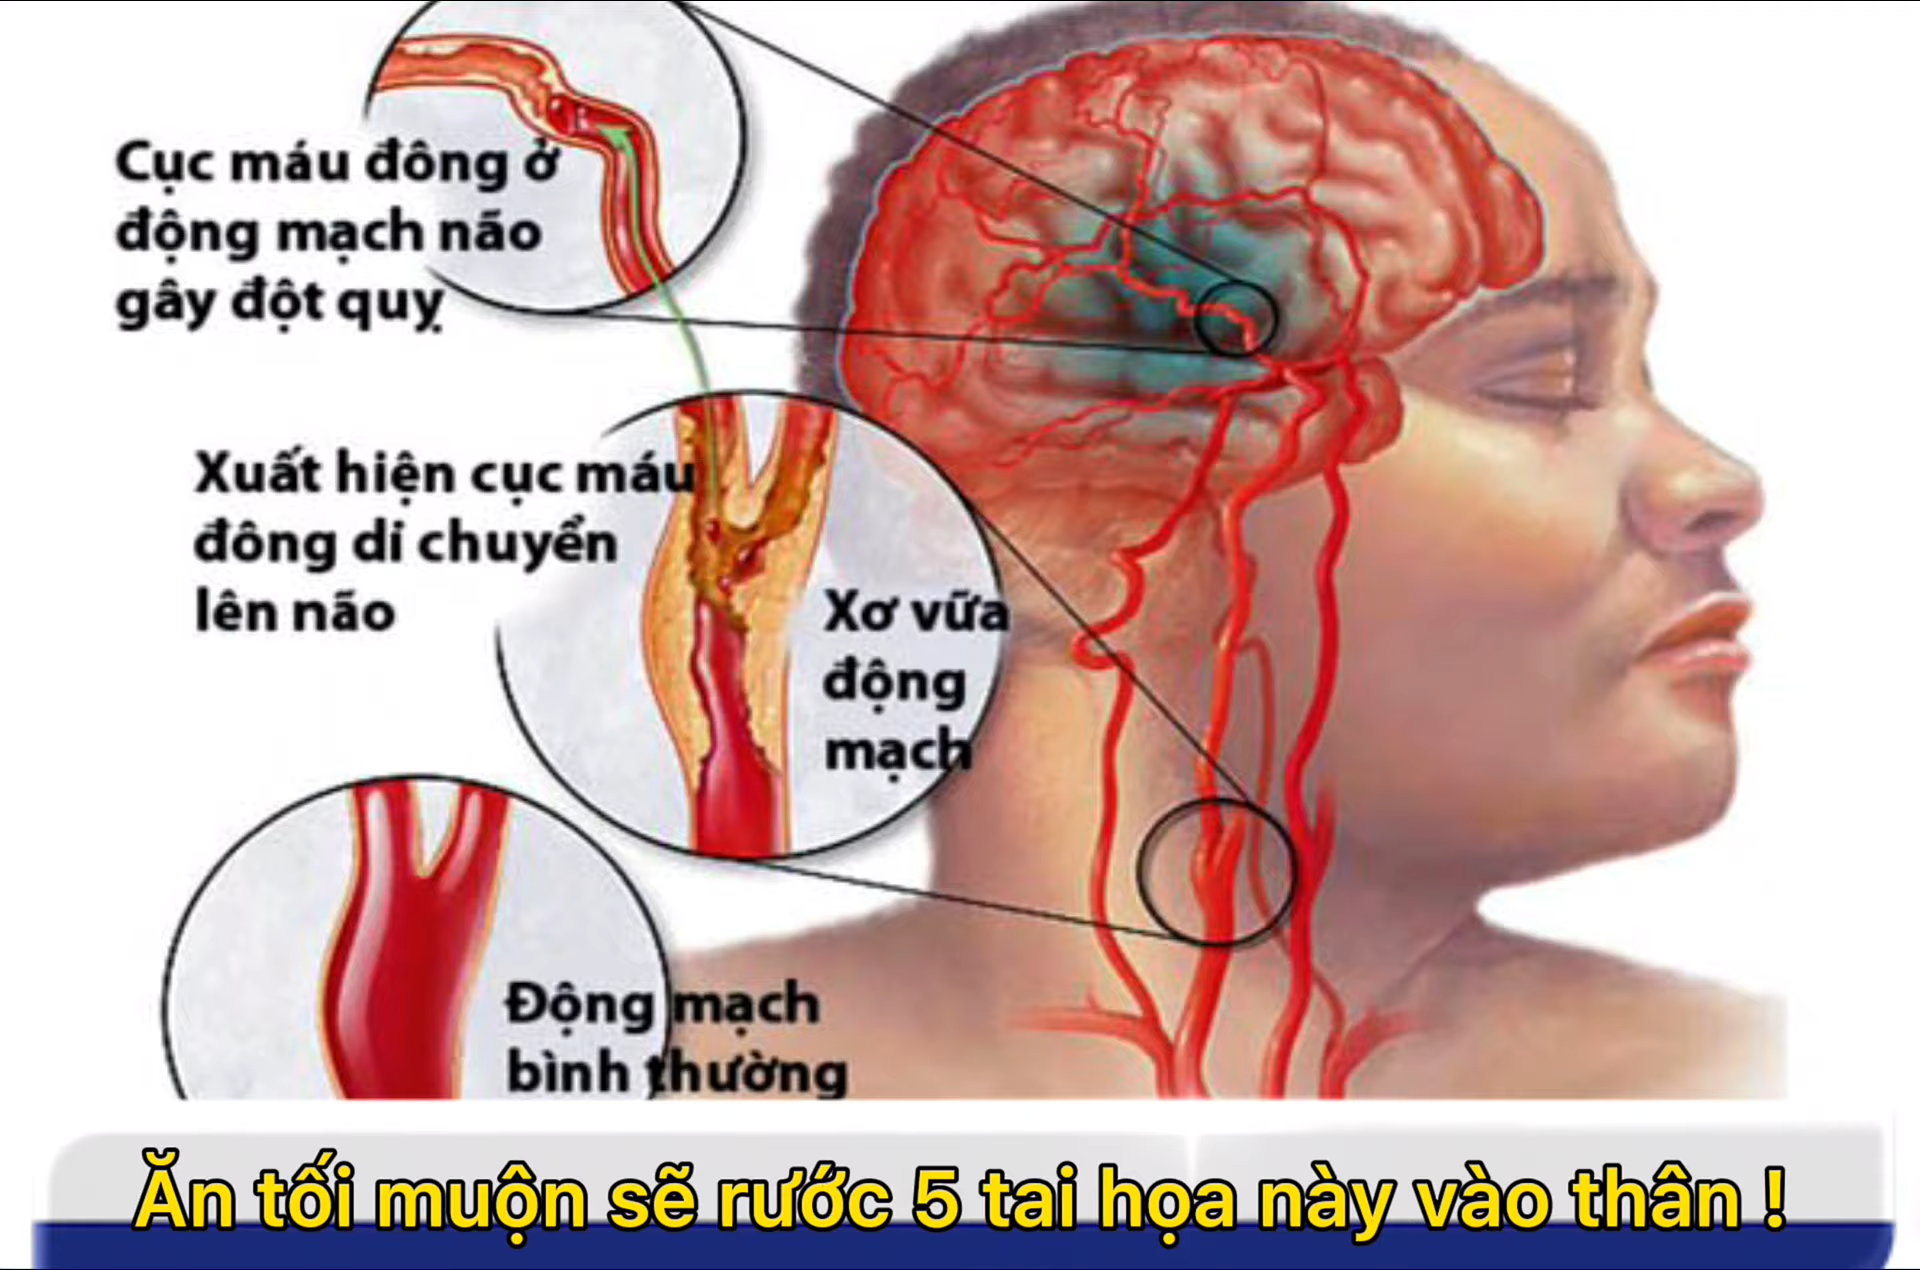 Cục máu đông ở
động mạch não
gây đột quỵ
Xuất hiện cục máu
đông di chuyển
lên não
Xơ vữa
động
mạch
Động mạch
bình thường
Ăn tối muộn sẽ rước 5 tai họa này vào thân !